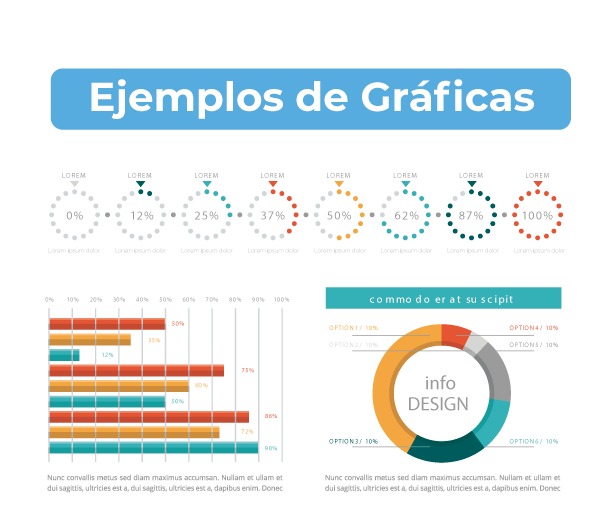 Ejemplos de Gráficas
LOREM LOREM LOREM LOREM LOREM LOREM LOREM LOREM
0% 12% 25% 37% 50% 62% 87% 100%
Lorem ipsum dolor Lorem ipsum dolor Lorem ipsum dolor Lorem ipsum dolor Lorem ipsum dolor Lorem ipsum dolor Lorem ipsum dolor Lorem ipsum dolor
0% 10% 20% 30% 40% 50% 60% 70% 80% 90% 100%
50%
35%
12%
75%
60%
50%
86%
72%
90%
Nunc convallis metus sed diam maximus accumsan. Nullam et ullam et
dui sagittis, ultricies est a, dui sagittis, ultricies est a, dapibus enim. Donec
commodo er at su scipit
OPTION1/ 10% OPTION4/ 10%
OPTION2/ 10% OPTION5/ 10%
info
DESIGN
OPTION3/ 10% OPTION6/ 10%
Nunc convallis metus sed diam maximus accumsan. Nullam et ullam et
dui sagittis, ultricies est a, dui sagittis, ultricies est a, dapibus enim. Donec